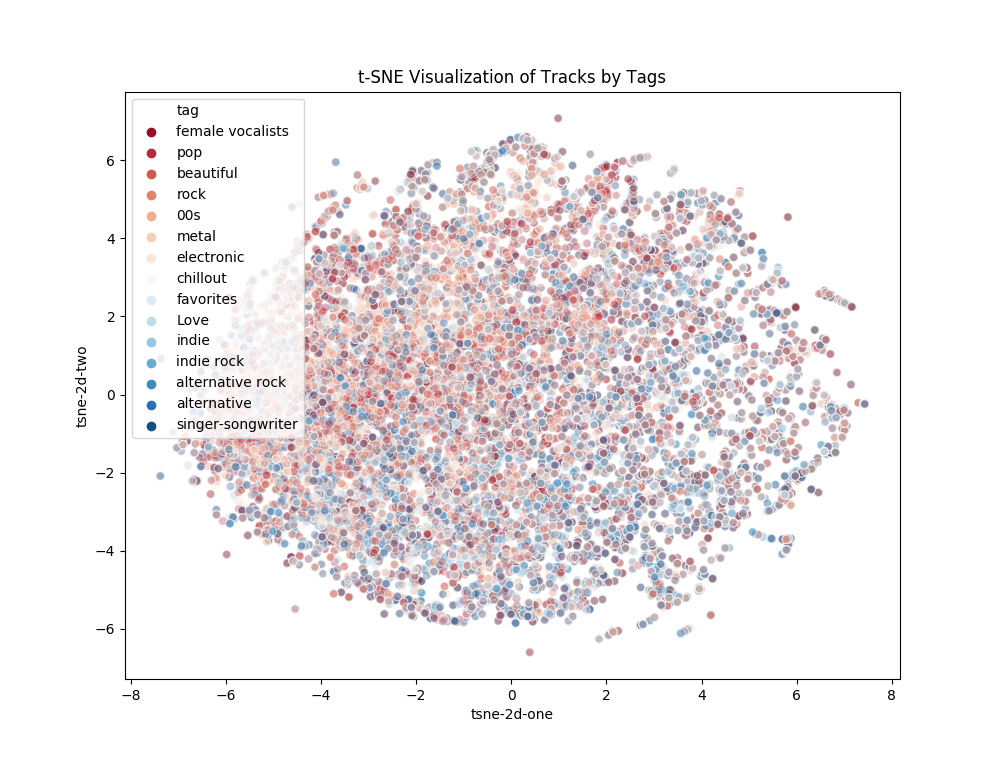 t-SNE Visualization of Tracks by Tags
tag
female vocalists
pop
beautiful
rock
00s
metal
electronic
chillout
favorites
Love
indie
indie rock
alternative rock
alternative
singer-songwriter
6
4
2
0
−2
−4
−6
tsne-2d-two
−8 −6 −4 −2 0 2 4 6 8
tsne-2d-one